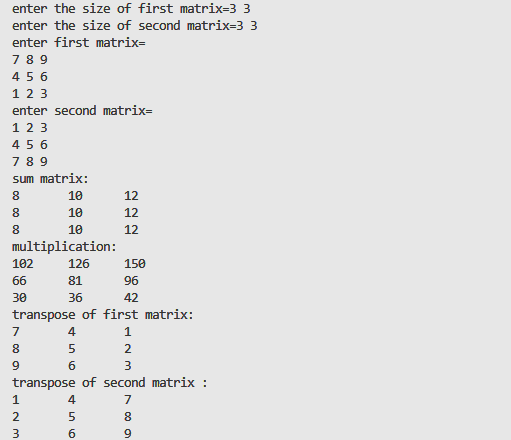 enter the size of first matrix=3 3
enter the size of second matrix=3 3
enter first matrix=
7 8 9
4 5 6
1 2 3
enter second matrix=
1 2 3
4 5 6
7 8 9
sum matrix:
8 10 12
8 10 12
8 10 12
multiplication:
102 126 150
66 81 96
30 36 42
transpose of first matrix:
7 4 1
8 5 2
9 6 3
transpose of second matrix :
1 4 7
2 5 8
3 6 9